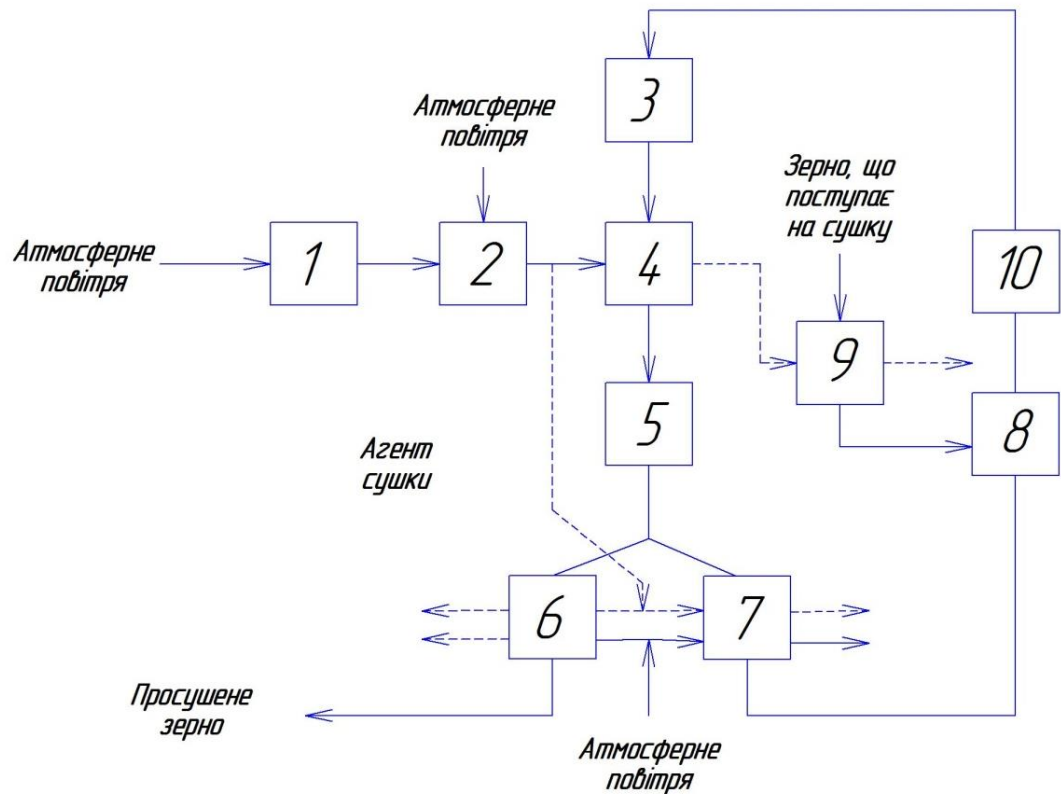 3
Атмосферне
повітря
Зерно, що
поступає
на сушку
Атмосферне
повітря
1
2
4
10
9
5
8
Агент
сушки
6
7
Просушене
зерно
Атмосферне
повітря